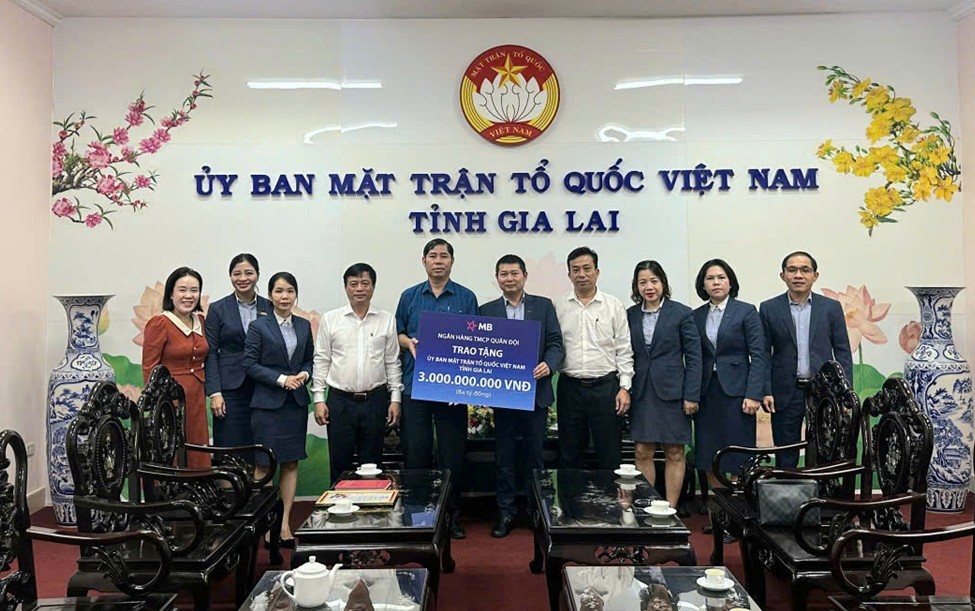 MẶT TRẬN TỔ QUỐC
VIỆT NAM
ỦY BAN MẶT TRẬN TỔ QUỐC VIỆT NAM
TỈNH GIA LAI
MB
NGÂN HÀNG TMCP QUÂN ĐỘI
TRAO TẶNG
ỦY BAN MẶT TRẬN TỔ QUỐC VIỆT NAM
TỈNH GIA LAI
3.000.000.000 VNĐ
(Ba tỷ đồng)